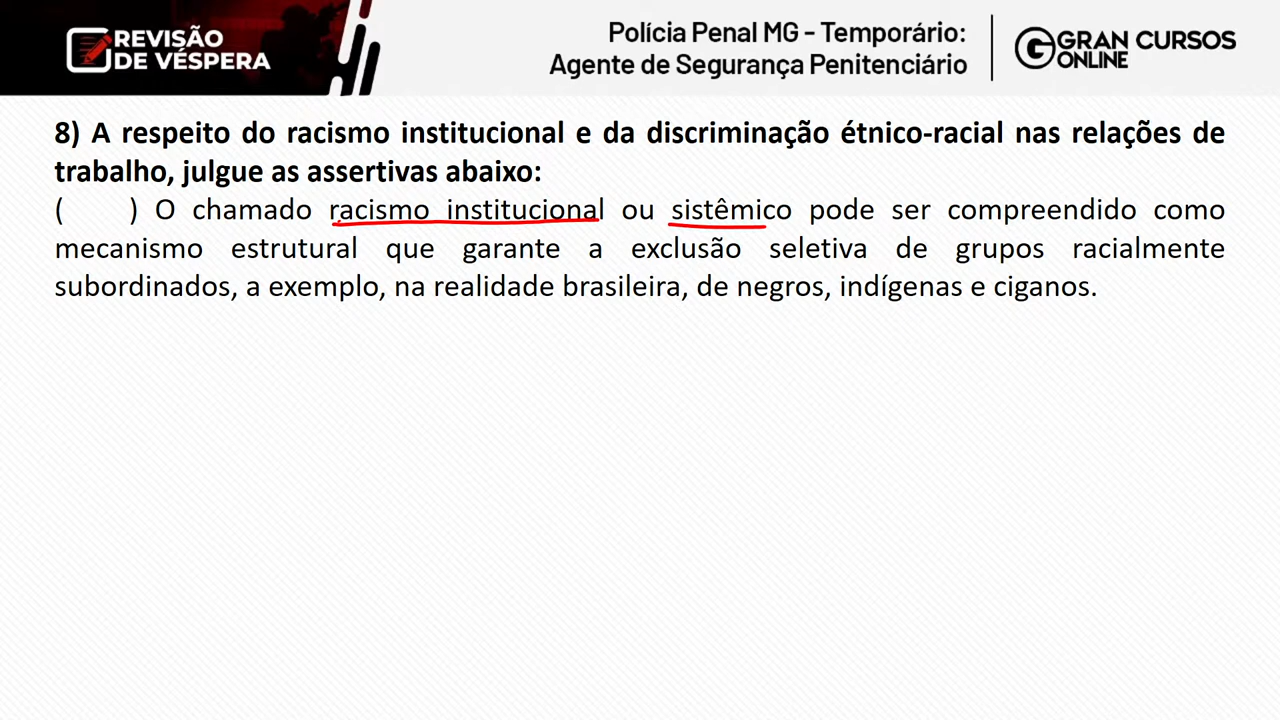 REVISÃO
DE VÉSPERA
Polícia Penal MG - Temporário:
Agente de Segurança Penitenciário
GRAN CURSOS
ONLINE
8) A respeito do racismo institucional e da discriminação étnico-racial nas relações de
trabalho, julgue as assertivas abaixo:
( ) O chamado racismo institucional ou sistêmico pode ser compreendido como
mecanismo estrutural que garante a exclusão seletiva de grupos racialmente
subordinados, a exemplo, na realidade brasileira, de negros, indígenas e ciganos.